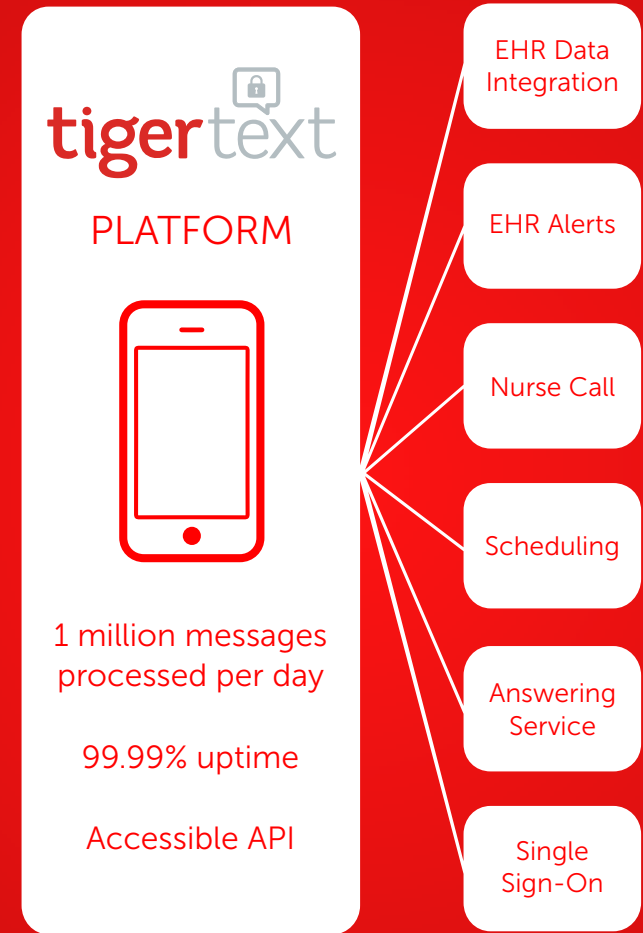 tigertext
PLATFORM
1 million messages
processed per day
99.99% uptime
Accessible API
EHR Data
Integration
EHR Alerts
Nurse Call
Scheduling
Answering
Service
Single
Sign-On